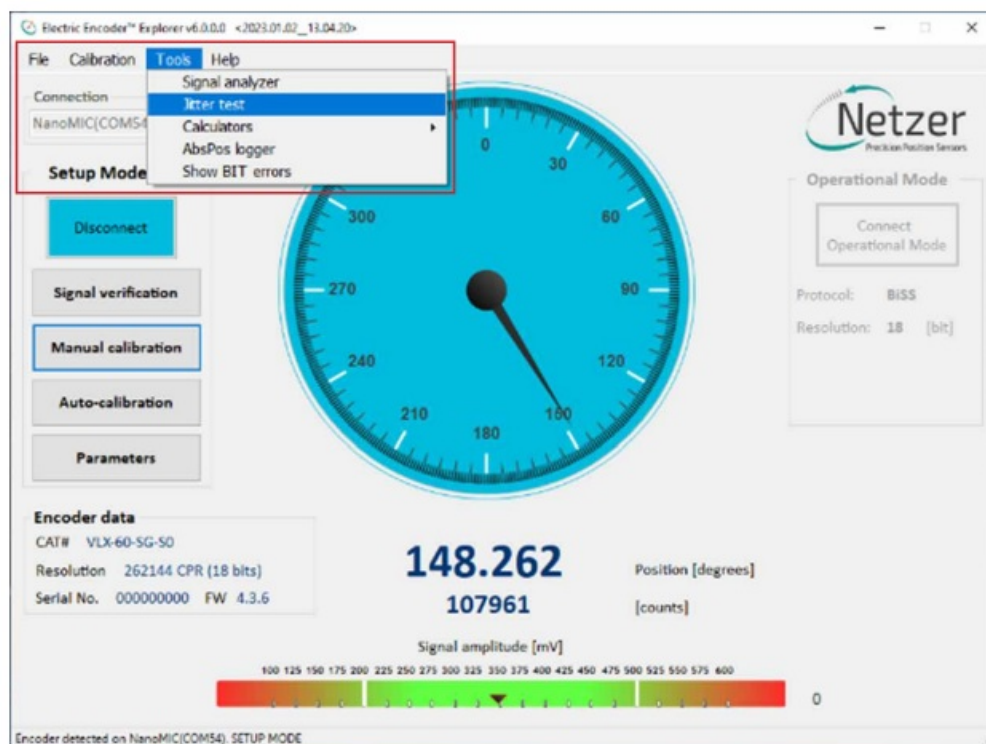 Electric Encoder™ Explorer v6.0.0.0 <2023.01.02__13.04.20>
File Calibration Tools Help
Signal analyzer
Jitter test
Calculators
AbsPos logger
Show BIT errors
Connection
NanoMIC(COM54
Setup Mode
Disconnect
Signal verification
Manual calibration
Auto-calibration
Parameters
0
30
60
90
120
150
180
210
240
270
300
Netzer
Precision Position Sensors
Operational Mode
Connect
Operational Mode
Protocol: BiSS
Resolution: 18 [bit]
Encoder data
CAT# VLX-60-SG-S0
Resolution 262144 CPR (18 bits)
Serial No. 000000000 FW 4.3.6
148.262 Position [degrees]
107961 [counts]
Signal amplitude [mV]
100 125 150 175 200 225 250 275 300 325 350 375 400 425 450 475 500 525 550 575 600
0
Encoder detected on NanoMIC(COM54). SETUP MODE